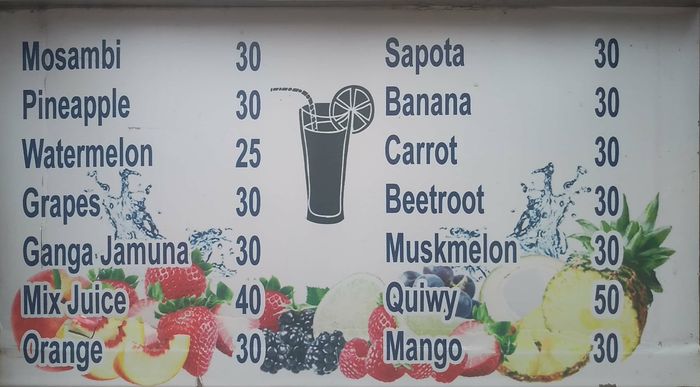 Mosambi 30
Pineapple 30
Watermelon 25
Grapes 30
Ganga Jamuna 30
Mix Juice 40
Orange 30
Sapota 30
Banana 30
Carrot 30
Beetroot 30
Muskmelon 30
Quiwy 50
Mango 30